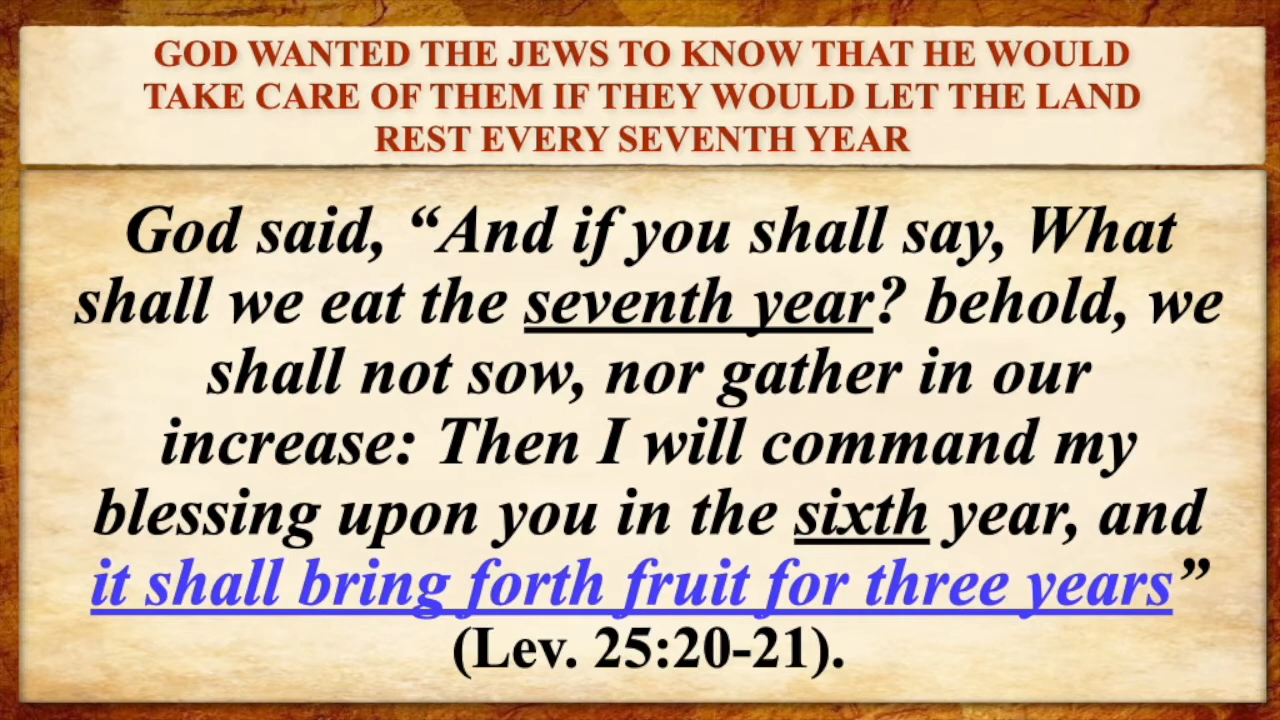 GOD WANTED THE JEWS TO KNOW THAT HE WOULD
TAKE CARE OF THEM IF THEY WOULD LET THE LAND
REST EVERY SEVENTH YEAR
God said, “And if you shall say, What
shall we eat the seventh year? behold, we
shall not sow, nor gather in our
increase: Then I will command my
blessing upon you in the sixth year, and
it shall bring forth fruit for three years”
(Lev. 25:20-21).